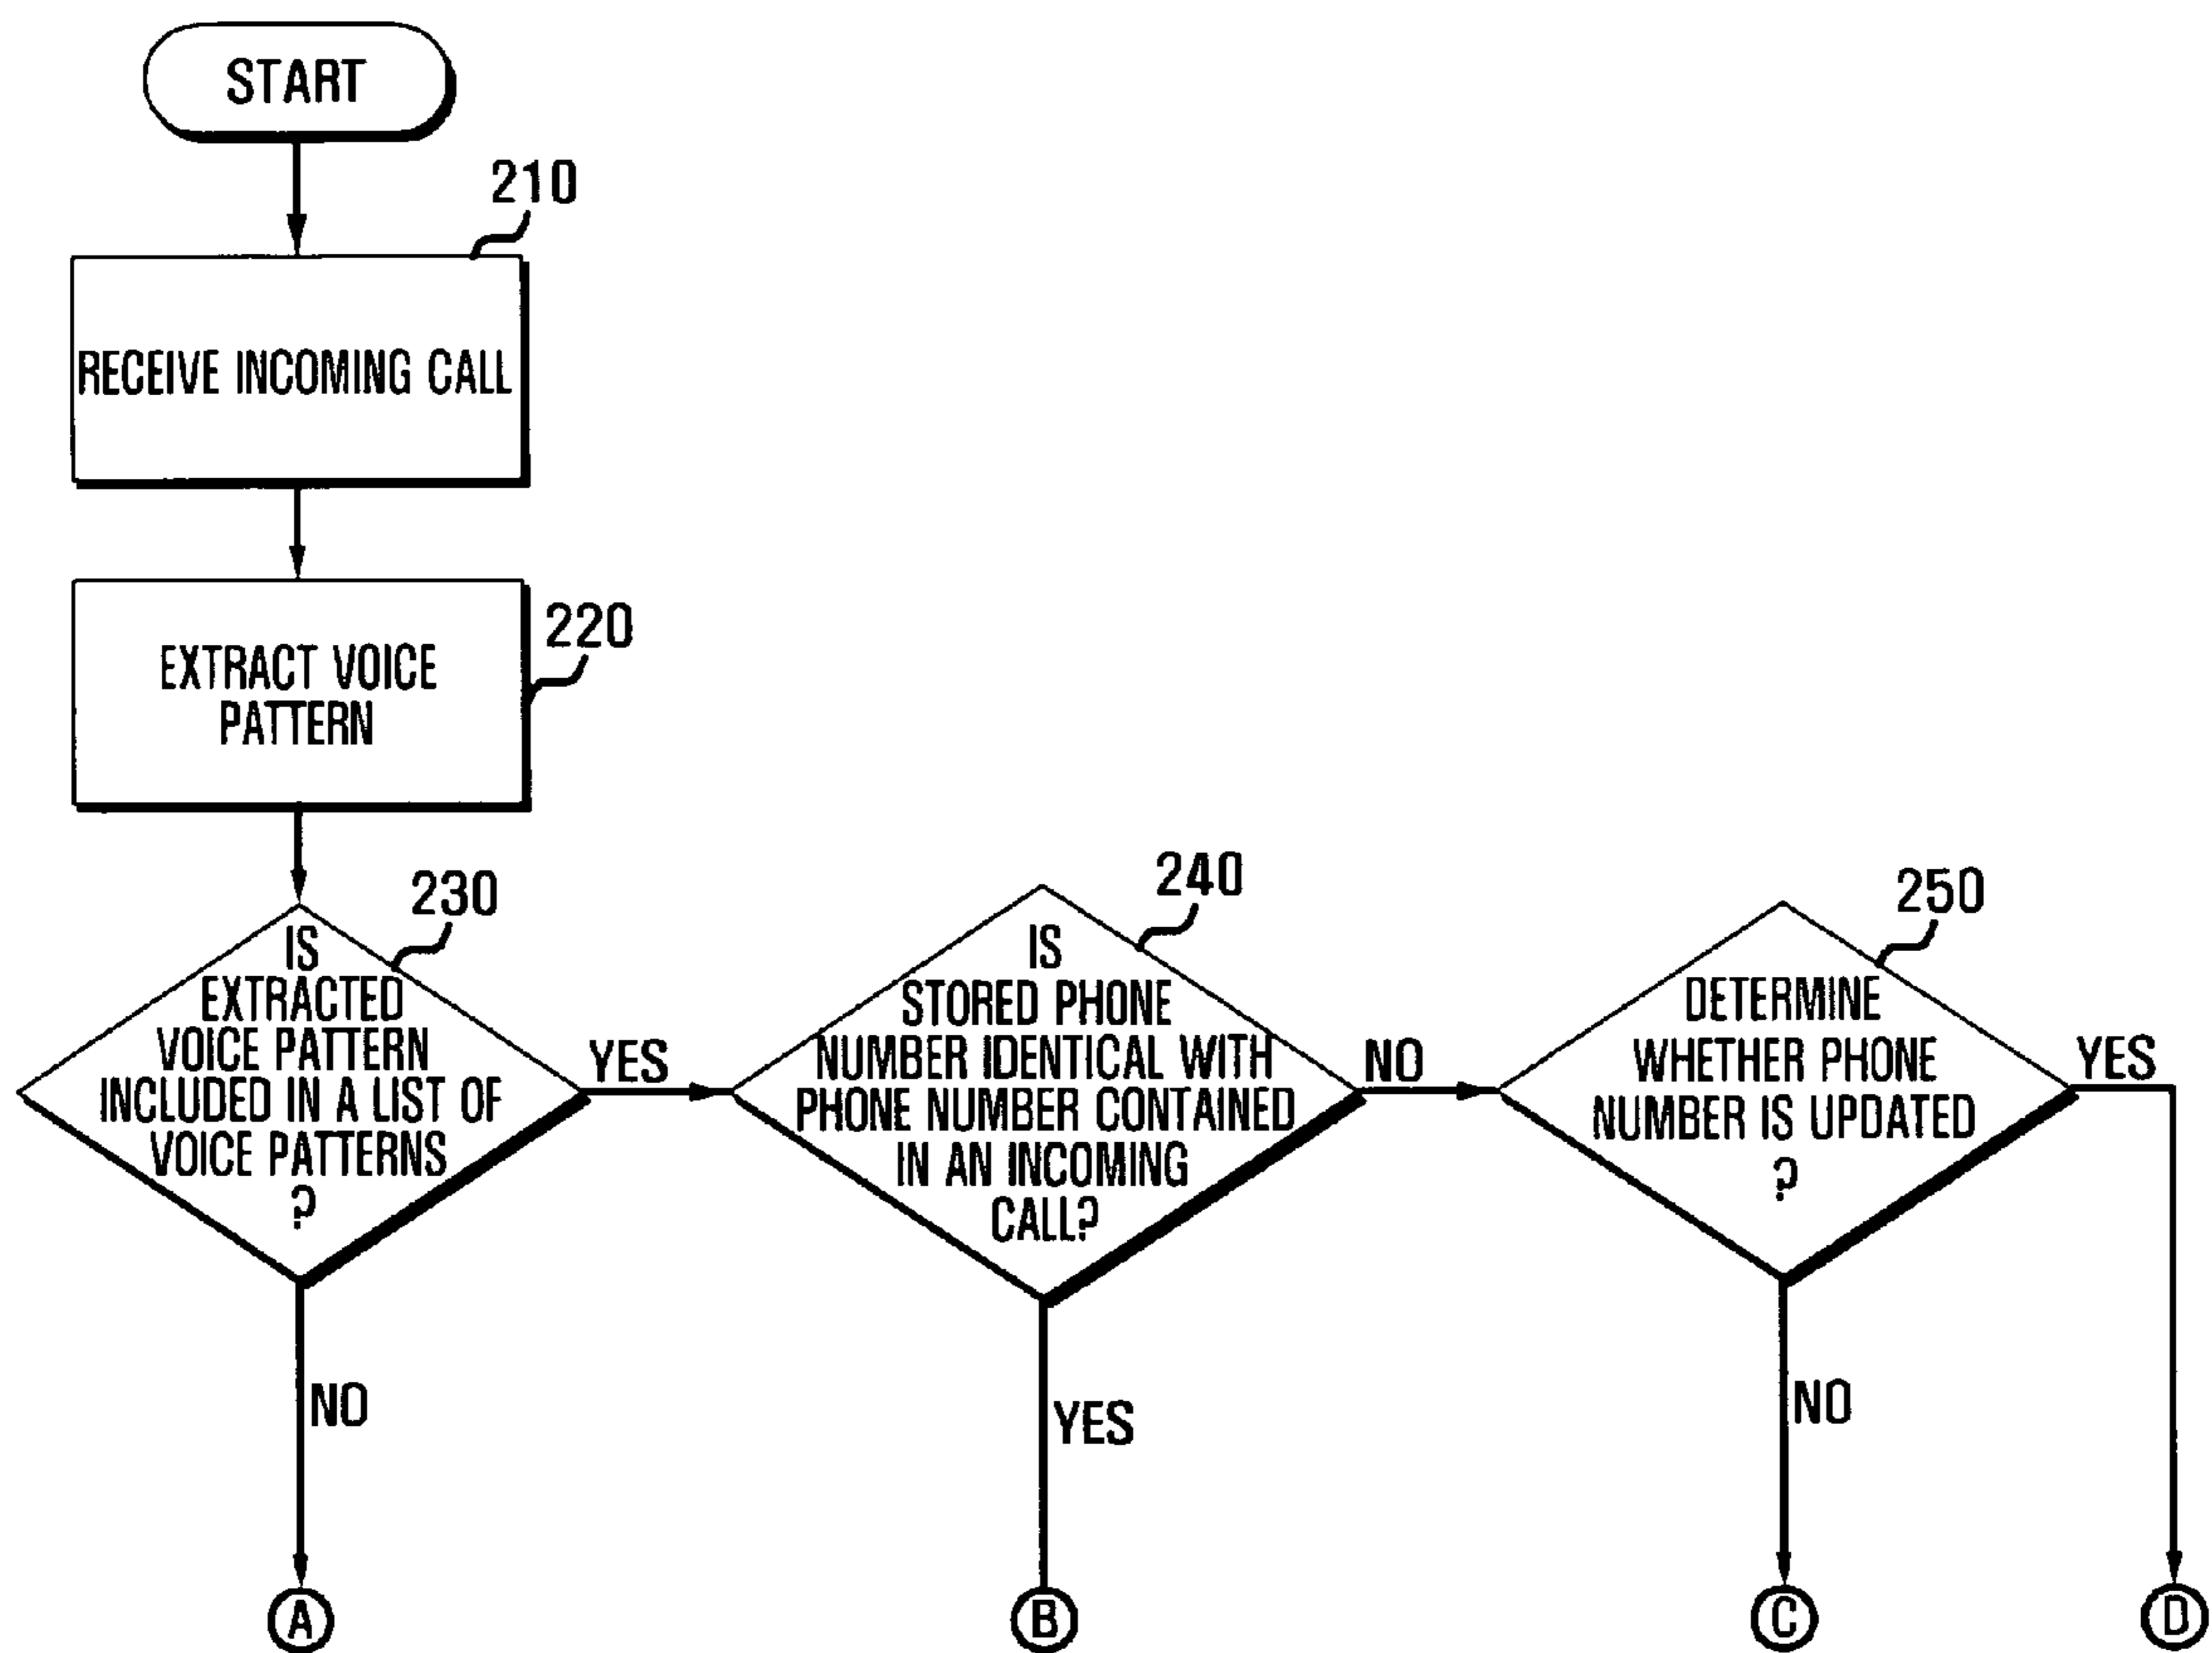 START
210
RECEIVE INCOMING CALL
220
EXTRACT VOICE
PATTERN
230
IS
EXTRACTED
VOICE PATTERN
INCLUDED IN A LIST OF
VOICE PATTERNS
?
YES
NO
240
IS
STORED PHONE
NUMBER IDENTICAL WITH
PHONE NUMBER CONTAINED
IN AN INCOMING
CALL?
NO
YES
250
DETERMINE
WHETHER PHONE
NUMBER IS UPDATED
?
YES
NO
A
B
C
D